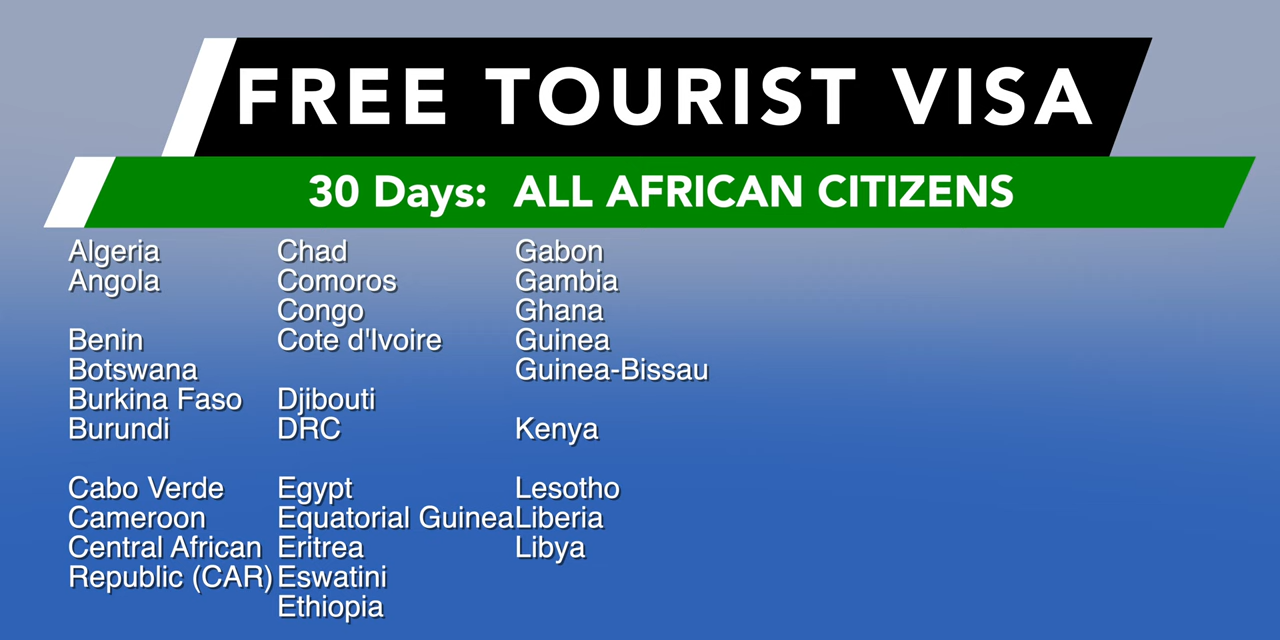 FREE TOURIST VISA
30 Days: ALL AFRICAN CITIZENS
Algeria
Angola
Benin
Botswana
Burkina Faso
Burundi
Cabo Verde
Cameroon
Central African
Republic (CAR)
Chad
Comoros
Congo
Cote d'Ivoire
Djibouti
DRC
Egypt
Equatorial Guinea
Eritrea
Eswatini
Ethiopia
Gabon
Gambia
Ghana
Guinea
Guinea-Bissau
Kenya
Lesotho
Liberia
Libya